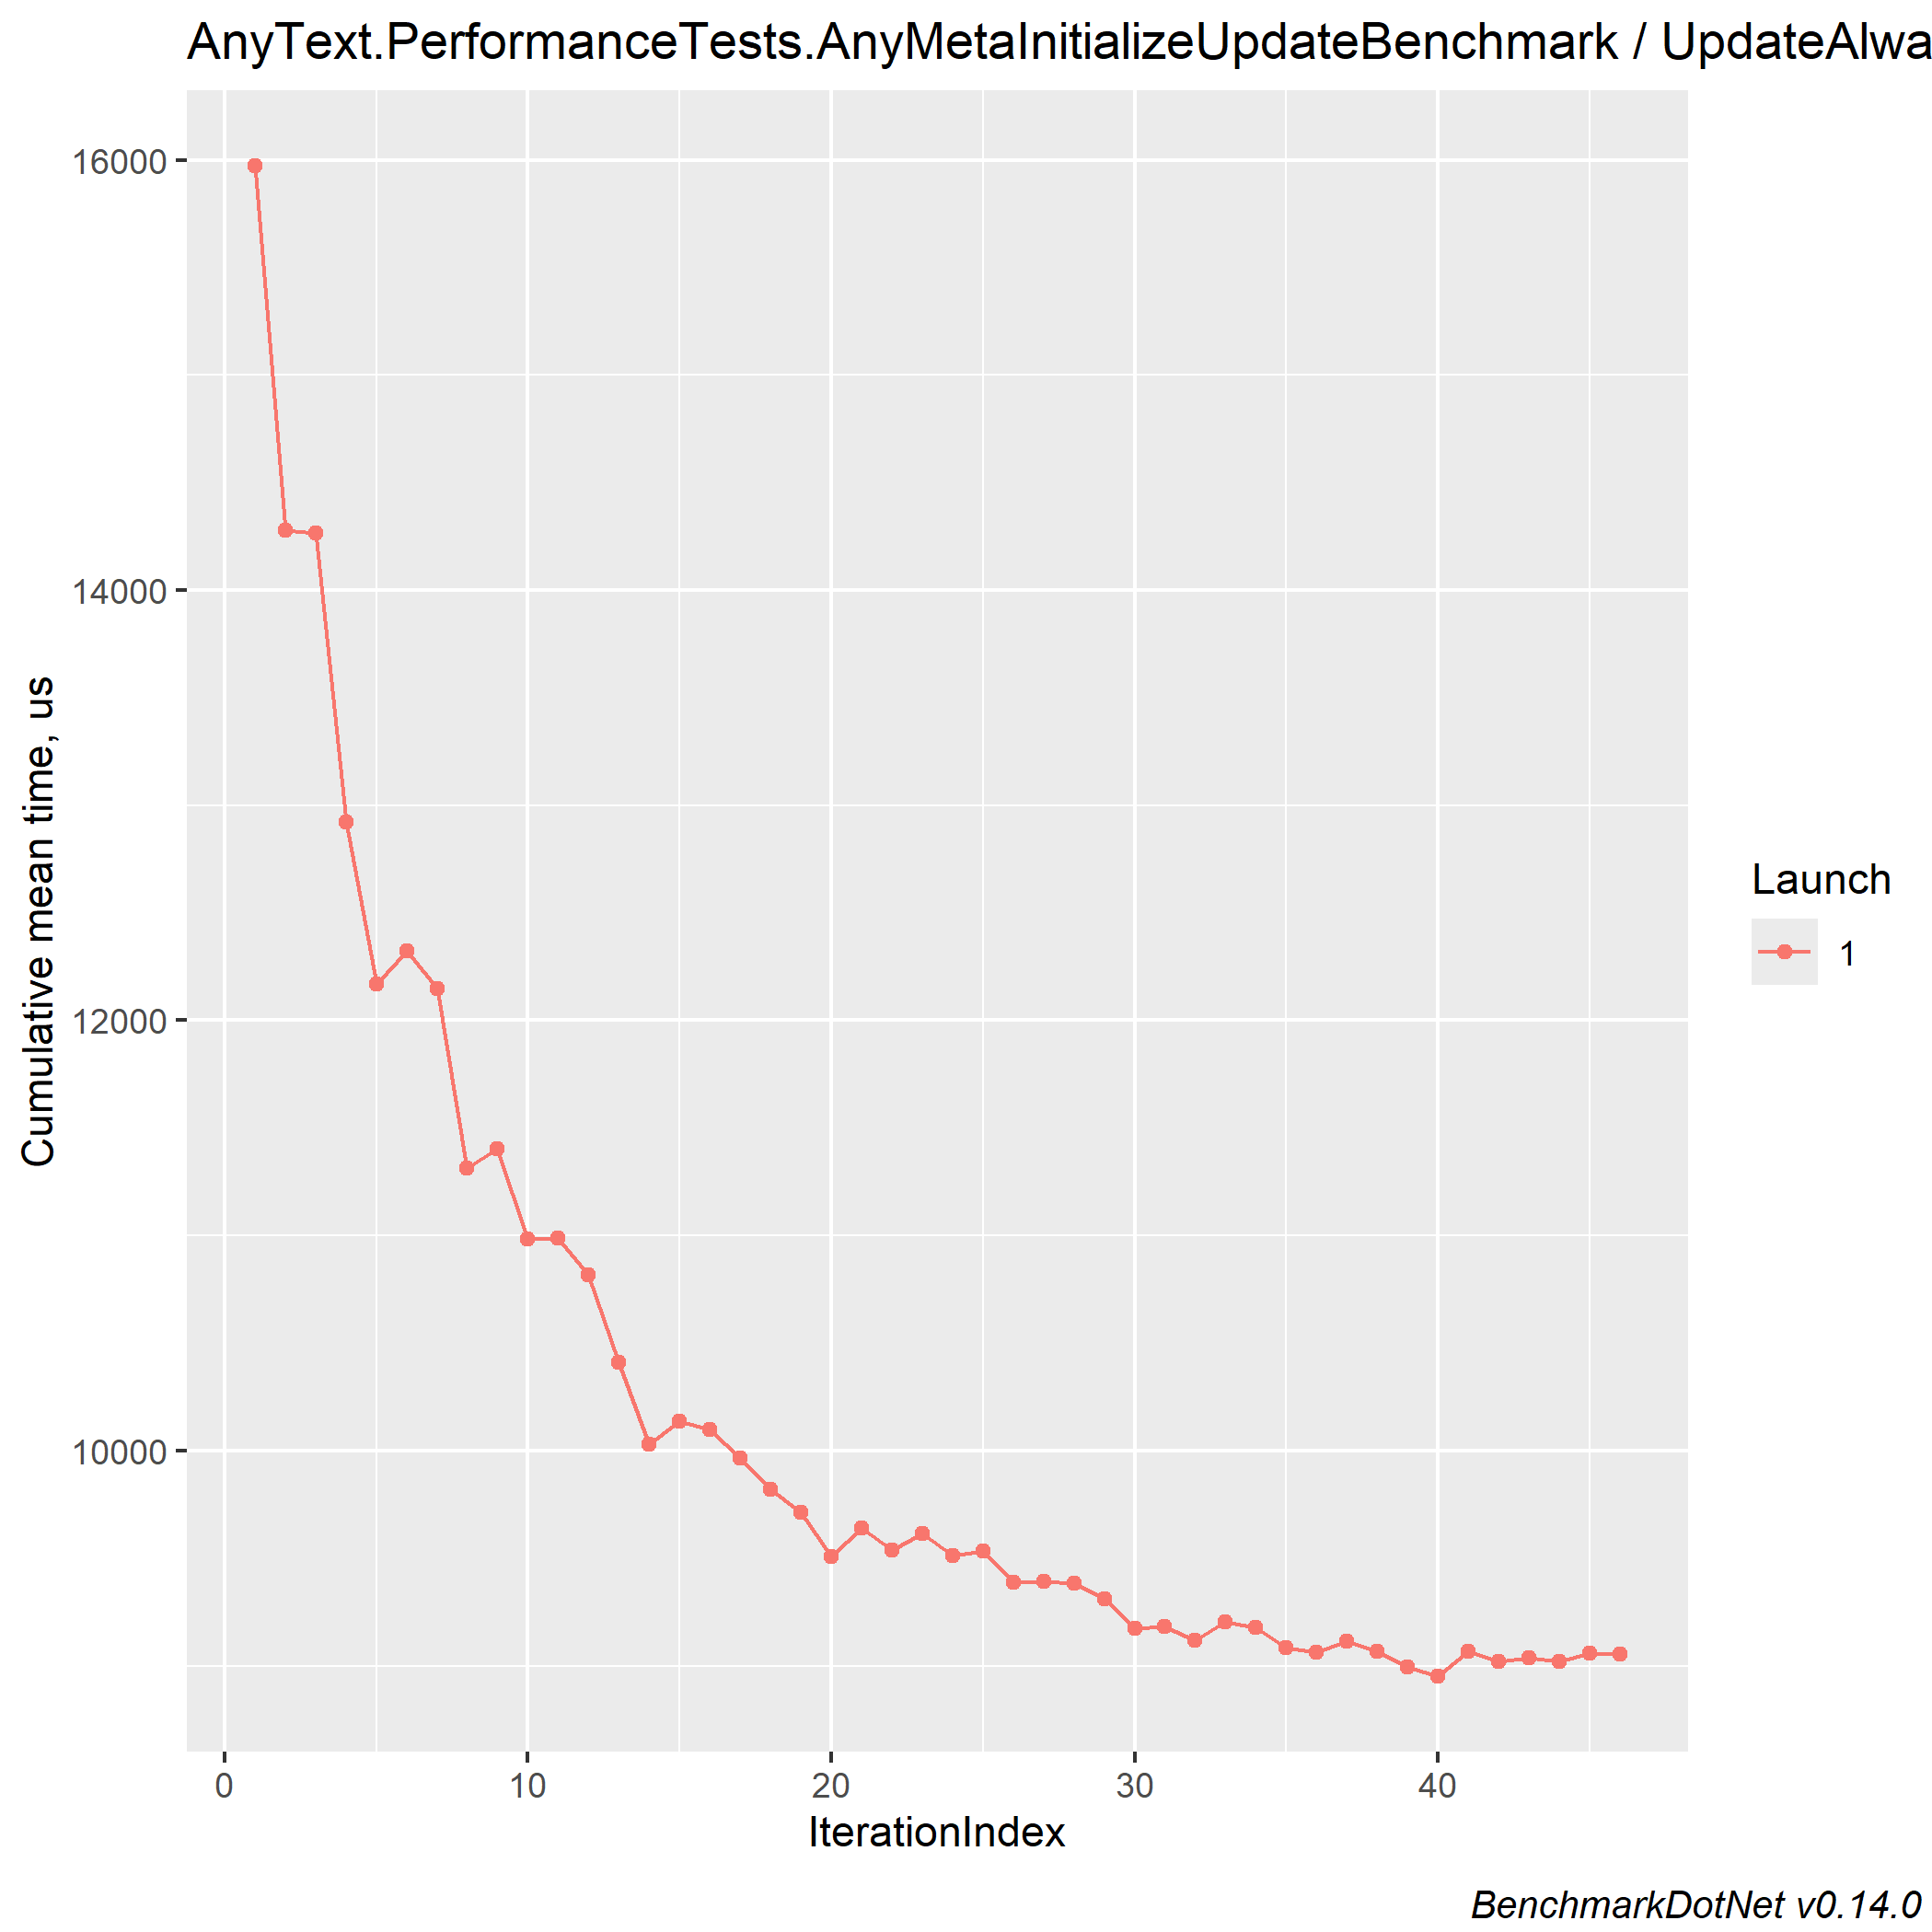 AnyText.PerformanceTests.AnyMetaInitializeUpdateBenchmark / UpdateAlwa
16000
14000
12000
10000
Cumulative mean time, us
0 10 20 30 40
IterationIndex
Launch
1
BenchmarkDotNet v0.14.0